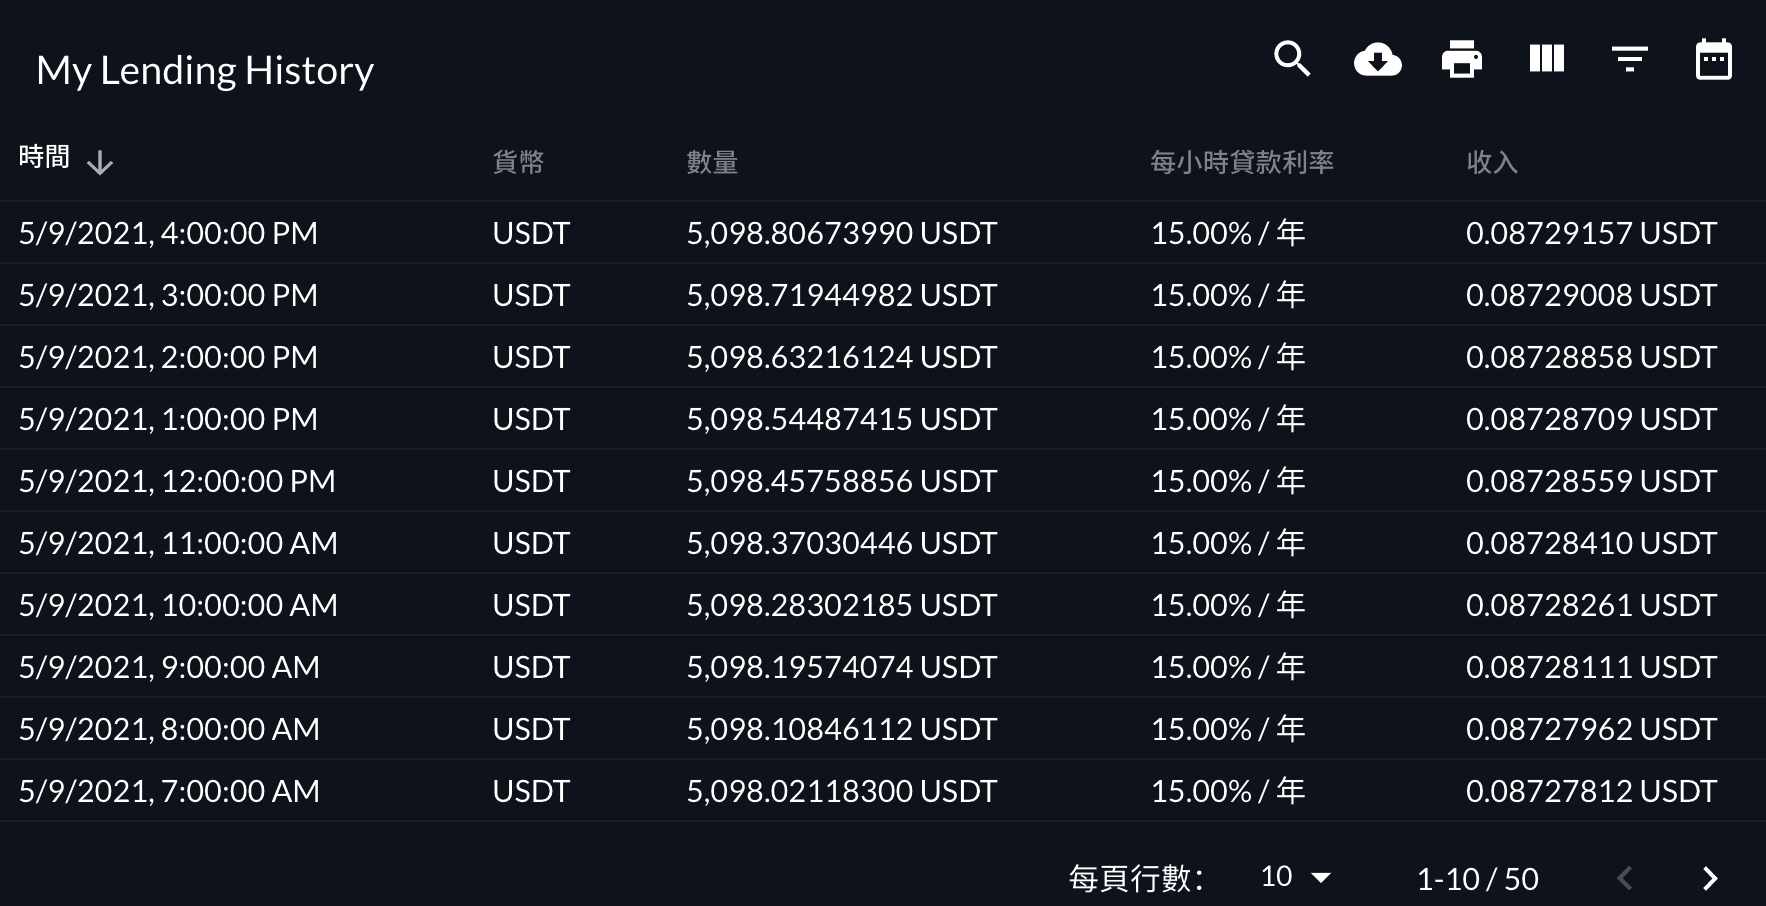 My Lending History
時間 貨幣 數量 每小時貸款利率 收入
5/9/2021, 4:00:00 PM USDT 5,098.80673990 USDT 15.00% / 年 0.08729157 USDT
5/9/2021, 3:00:00 PM USDT 5,098.71944982 USDT 15.00% / 年 0.08729008 USDT
5/9/2021, 2:00:00 PM USDT 5,098.63216124 USDT 15.00% / 年 0.08728858 USDT
5/9/2021, 1:00:00 PM USDT 5,098.54487415 USDT 15.00% / 年 0.08728709 USDT
5/9/2021, 12:00:00 PM USDT 5,098.45758856 USDT 15.00% / 年 0.08728559 USDT
5/9/2021, 11:00:00 AM USDT 5,098.37030446 USDT 15.00% / 年 0.08728410 USDT
5/9/2021, 10:00:00 AM USDT 5,098.28302185 USDT 15.00% / 年 0.08728261 USDT
5/9/2021, 9:00:00 AM USDT 5,098.19574074 USDT 15.00% / 年 0.08728111 USDT
5/9/2021, 8:00:00 AM USDT 5,098.10846112 USDT 15.00% / 年 0.08727962 USDT
5/9/2021, 7:00:00 AM USDT 5,098.02118300 USDT 15.00% / 年 0.08727812 USDT
每頁行數： 10 1-10 / 50